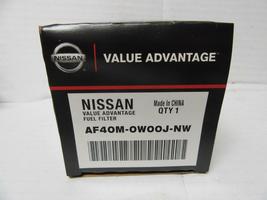 NISSAN
VALUE ADVANTAGE
NISSAN
VALUE ADVANTAGE
FUEL FILTER
Made In CHINA
QTY 1
AF40M-0W00J-NW